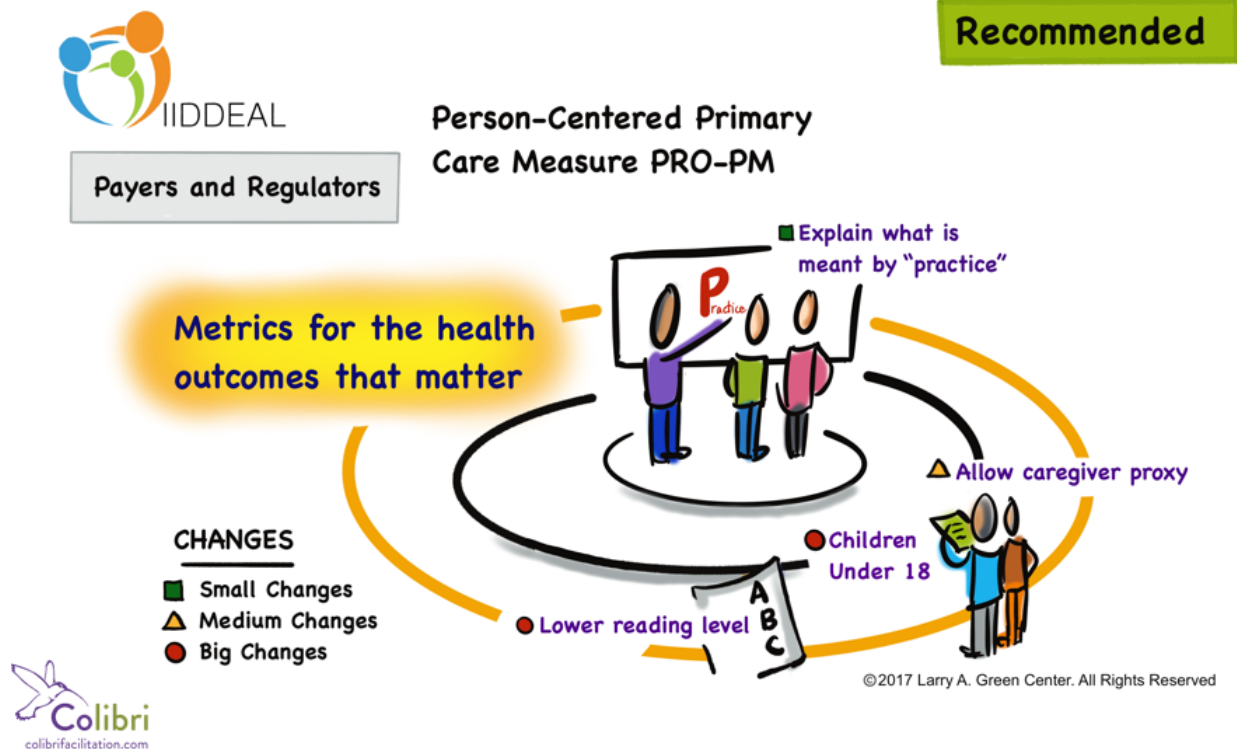 Recommended
IIDDEAL
Person-Centered Primary
Care Measure PRO-PM
Payers and Regulators
Explain what is
meant by “practice”
Practice
Metrics for the health
outcomes that matter
Allow caregiver proxy
Children
Under 18
CHANGES
Small Changes
Medium Changes
Big Changes
Lower reading level
A
B
C
©2017 Larry A. Green Center. All Rights Reserved
Colibri
colibrifacilitation.com